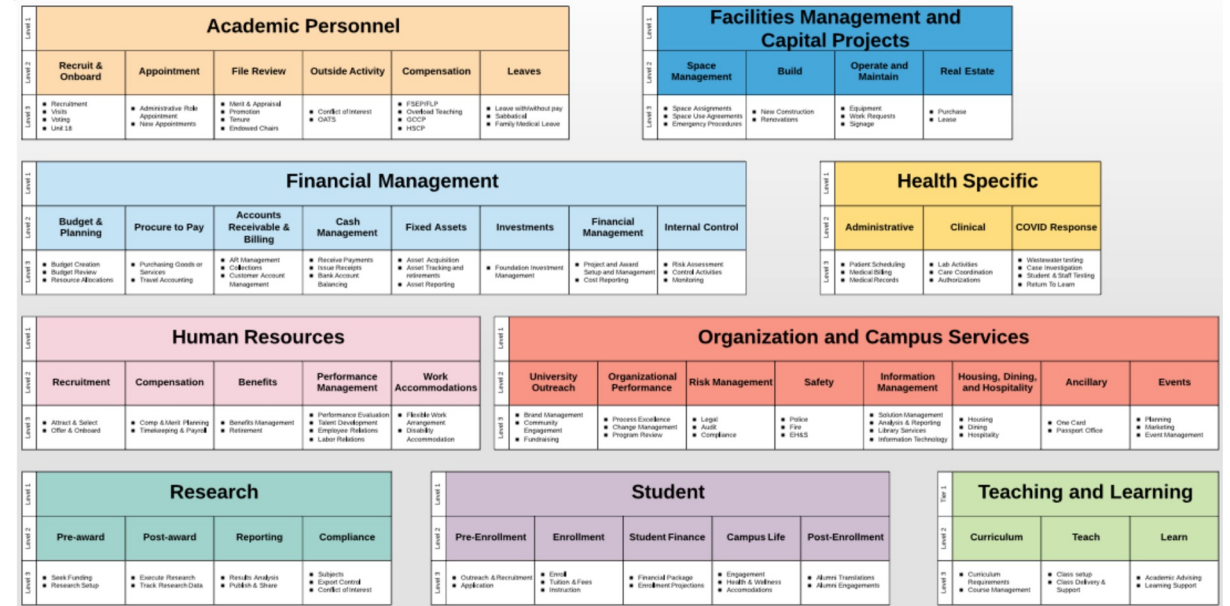 Level 1
Academic Personnel
Level 2
Recruit &
Onboard
Appointment
File Review
Outside Activity
Compensation
Leaves
Level 3
Recruitment
Visits
Voting
Unit 18
Administrative Role
Appointment
New Appointments
Merit & Appraisal
Promotion
Tenure
Endowed Chairs
Conflict of Interest
OATS
FSEP/FLP
Overload Teaching
GCCP
HSCP
Leave with/without pay
Sabbatical
Family Medical Leave
Level 1
Facilities Management and
Capital Projects
Level 2
Space
Management
Build
Operate and
Maintain
Real Estate
Level 3
Space Assignments
Space Use Agreements
Emergency Procedures
New Construction
Renovations
Equipment
Work Requests
Signage
Purchase
Lease
Level 1
Financial Management
Level 2
Budget &
Planning
Procure to Pay
Accounts
Receivable &
Billing
Cash
Management
Fixed Assets
Investments
Financial
Management
Internal Control
Level 3
Budget Creation
Budget Review
Resource Allocations
Purchasing Goods or
Services
Travel Accounting
AR Management
Collections
Customer Account
Management
Receive Payments
Issue Receipts
Bank Account
Balancing
Asset Acquisition
Asset Tracking and
retirements
Asset Reporting
Foundation Investment
Management
Project and Award
Setup and Management
Cost Reporting
Risk Assessment
Control Activities
Monitoring
Level 1
Health Specific
Level 2
Administrative
Clinical
COVID Response
Level 3
Patient Scheduling
Medical Billing
Medical Records
Lab Activities
Care Coordination
Authorizations
Wastewater testing
Case Investigation
Student & Staff Testing
Return To Learn
Level 1
Human Resources
Level 2
Recruitment
Compensation
Benefits
Performance
Management
Work
Accommodations
Level 3
Attract & Select
Offer & Onboard
Comp & Merit Planning
Timekeeping & Payroll
Benefits Management
Retirement
Performance Evaluation
Talent Development
Employee Relations
Labor Relations
Flexible Work
Arrangement
Disability
Accommodation
Level 1
Organization and Campus Services
Level 2
University
Outreach
Organizational
Performance
Risk Management
Safety
Information
Management
Housing, Dining,
and Hospitality
Ancillary
Events
Level 3
Brand Management
Community
Engagement
Fundraising
Process Excellence
Change Management
Program Review
Legal
Audit
Compliance
Police
Fire
EH&S
Solution Management
Analysis & Reporting
Library Services
Information Technology
Housing
Dining
Hospitality
One Card
Passport Office
Planning
Marketing
Event Management
Level 1
Research
Level 2
Pre-award
Post-award
Reporting
Compliance
Level 3
Seek Funding
Research Setup
Execute Research
Track Research Data
Results Analysis
Publish & Share
Subjects
Export Control
Conflict of Interest
Level 1
Student
Level 2
Pre-Enrollment
Enrollment
Student Finance
Campus Life
Post-Enrollment
Level 3
Outreach & Recruitment
Application
Enroll
Tuition & Fees
Instruction
Financial Package
Enrollment Projections
Engagement
Health & Wellness
Accomodations
Alumni Translations
Alumni Engagements
Tier 1
Teaching and Learning
Level 2
Curriculum
Teach
Learn
Level 3
Curriculum
Requirements
Course Management
Class setup
Class Delivery &
Support
Academic Advising
Learning Support